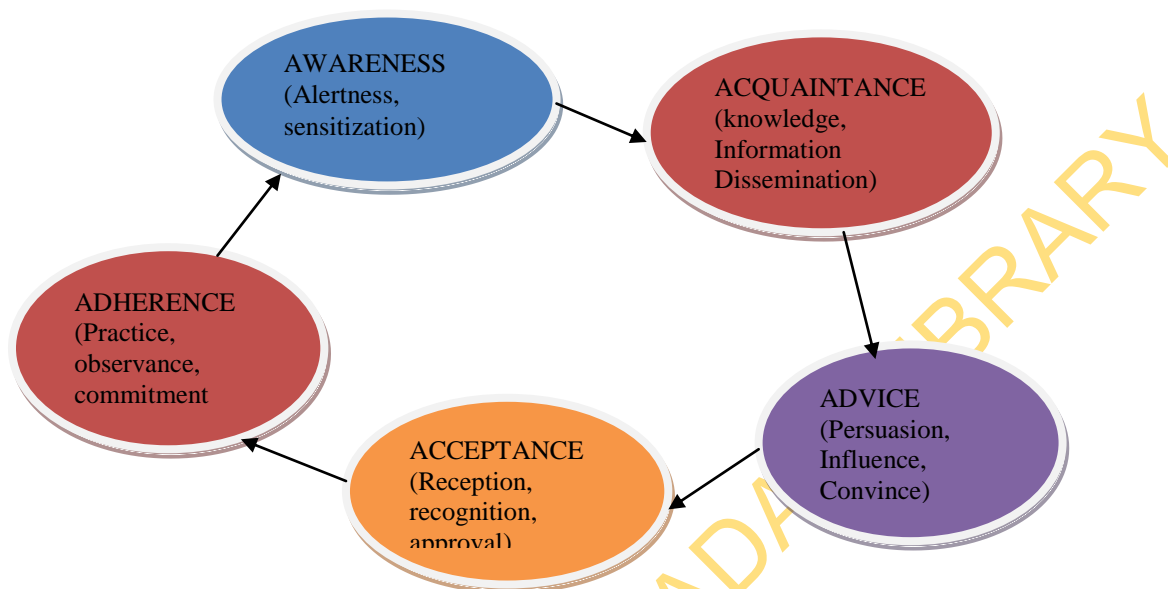 AWARENESS
(Alertness,
sensitization)
ACQUAINTANCE
(knowledge,
Information
Dissemination)
ADVICE
(Persuasion,
Influence,
Convince)
ACCEPTANCE
(Reception,
recognition,
approval)
ADHERENCE
(Practice,
observance,
commitment
LIBRARY